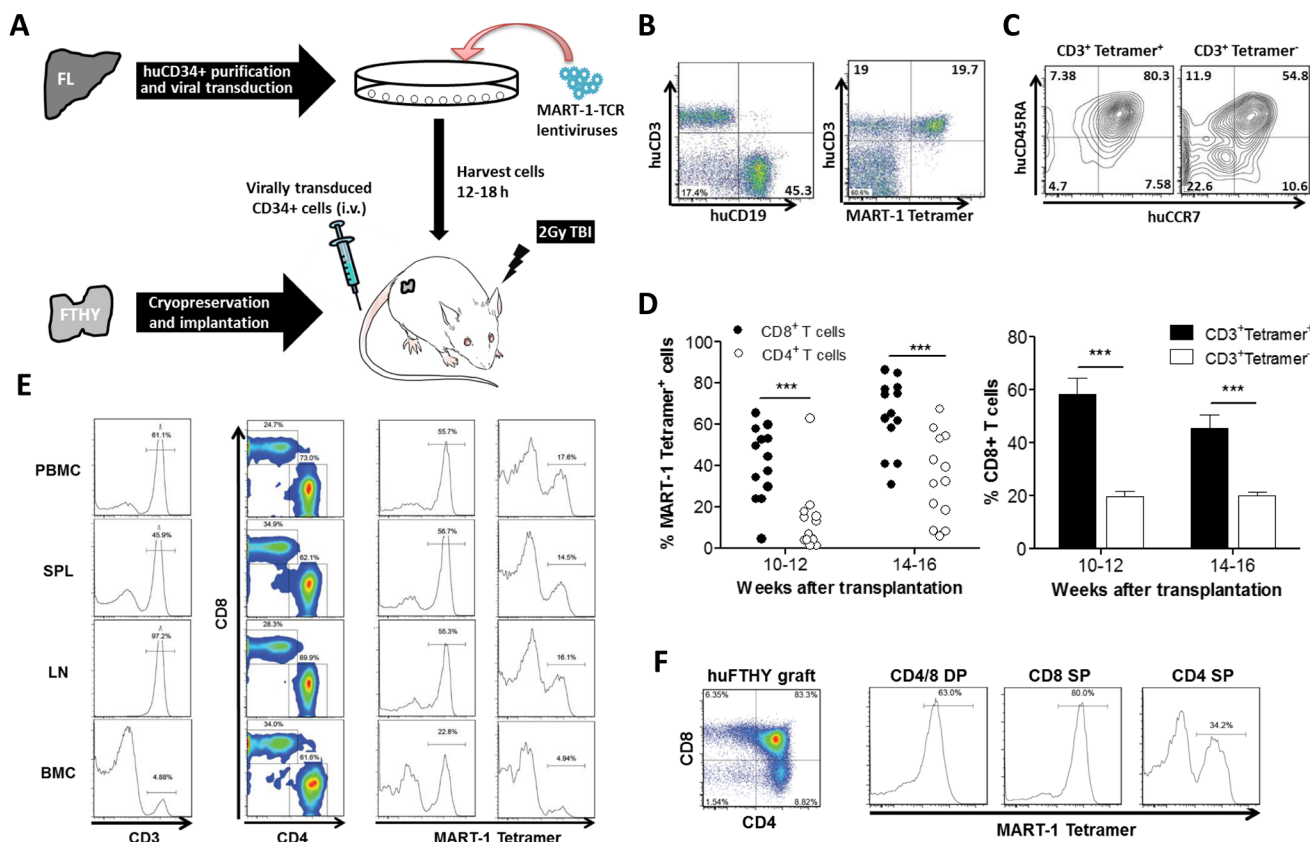 A
FL
huCD34+ purification
and viral transduction
MART-1-TCR
lentiviruses
Harvest cells
12-18 h
Virally transduced
CD34+ cells (i.v.)
2Gy TBI
FTHY
Cryopreservation
and implantation
B
huCD3
17.4%
45.3
huCD19
huCD3
19
19.7
60.6%
MART-1 Tetramer
C
CD3+ Tetramer+
CD3+ Tetramer-
huCD45RA
7.38
80.3
4.7
7.58
11.9
54.8
22.6
10.6
huCCR7
D
% MART-1 Tetramer+ cells
CD8+ T cells
CD4+ T cells
100
80
60
40
20
0
***
***
10-12
14-16
Weeks after transplantation
% CD8+ T cells
CD3+Tetramer+
CD3+Tetramer-
80
60
40
20
0
***
***
10-12
14-16
Weeks after transplantation
E
PBMC
61.1%
24.7%
73.0%
55.7%
17.6%
SPL
45.9%
34.9%
62.1%
56.7%
14.5%
LN
97.2%
28.3%
69.9%
55.3%
16.1%
BMC
4.88%
34.0%
61.6%
22.8%
4.94%
CD8
CD3
CD4
MART-1 Tetramer
F
huFTHY graft
6.35%
83.3%
1.54%
8.82%
CD8
CD4
CD4/8 DP
63.0%
CD8 SP
80.0%
CD4 SP
34.2%
MART-1 Tetramer